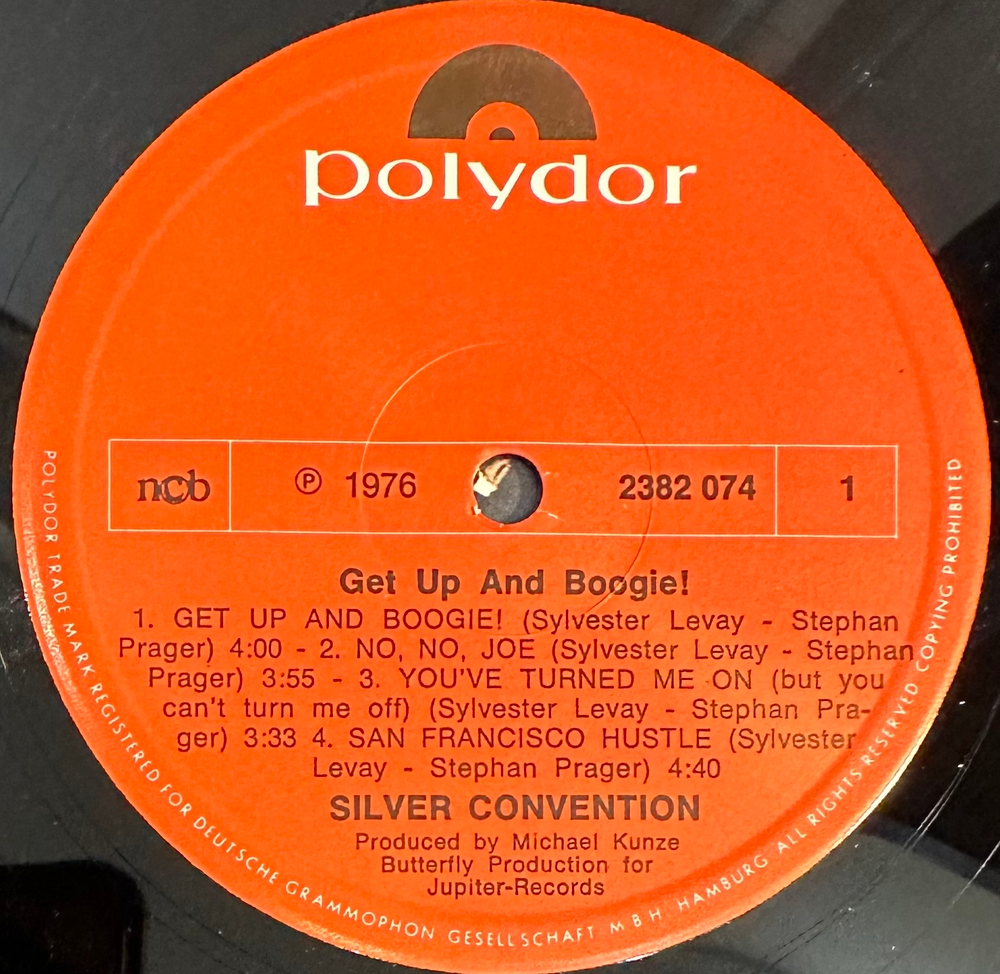 polydor
ncb ℗ 1976 2382 074 1
Get Up And Boogie!
1. GET UP AND BOOGIE! (Sylvester Levay - Stephan
Prager) 4:00 - 2. NO, NO, JOE (Sylvester Levay - Stephan
Prager) 3:55 - 3. YOU'VE TURNED ME ON (but you
can't turn me off) (Sylvester Levay - Stephan Pra-
ger) 3:33 4. SAN FRANCISCO HUSTLE (Sylvester
Levay - Stephan Prager) 4:40
SILVER CONVENTION
Produced by Michael Kunze
Butterfly Production for
Jupiter-Records
POLYDOR TRADE MARK REGISTERED FOR DEUTSCHE GRAMMOPHON GESELLSCHAFT M B H HAMBURG ALL RIGHTS RESERVED COPYING PROHIBITED